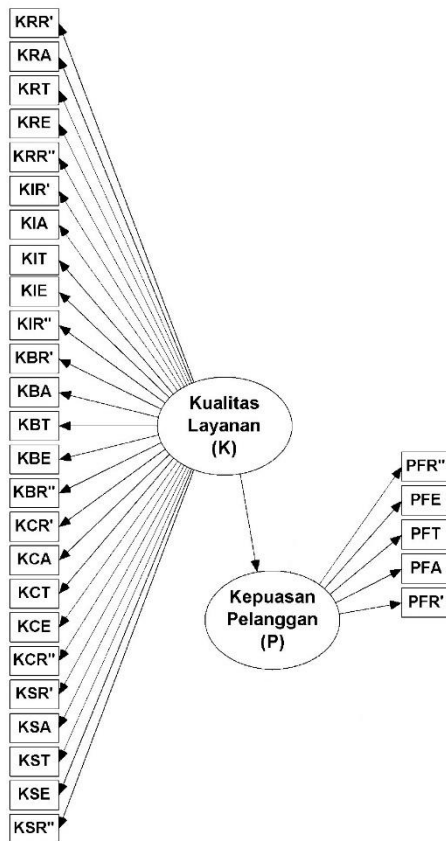 KRR'
KRA
KRT
KRE
KRR"
KIR'
KIA
KIT
KIE
KIR"
KBR'
KBA
KBT
KBE
KBR"
KCR'
KCA
KCT
KCE
KCR"
KSR'
KSA
KST
KSE
KSR"
Kualitas
Layanan
(K)
Kepuasan
Pelanggan
(P)
PFR"
PFE
PFT
PFA
PFR'